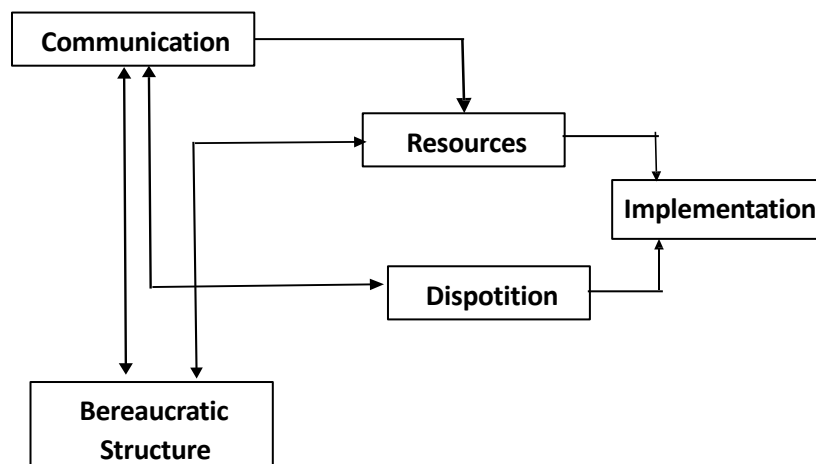 Communication
Resources
Implementation
Dispotition
Bereaucratic
Structure